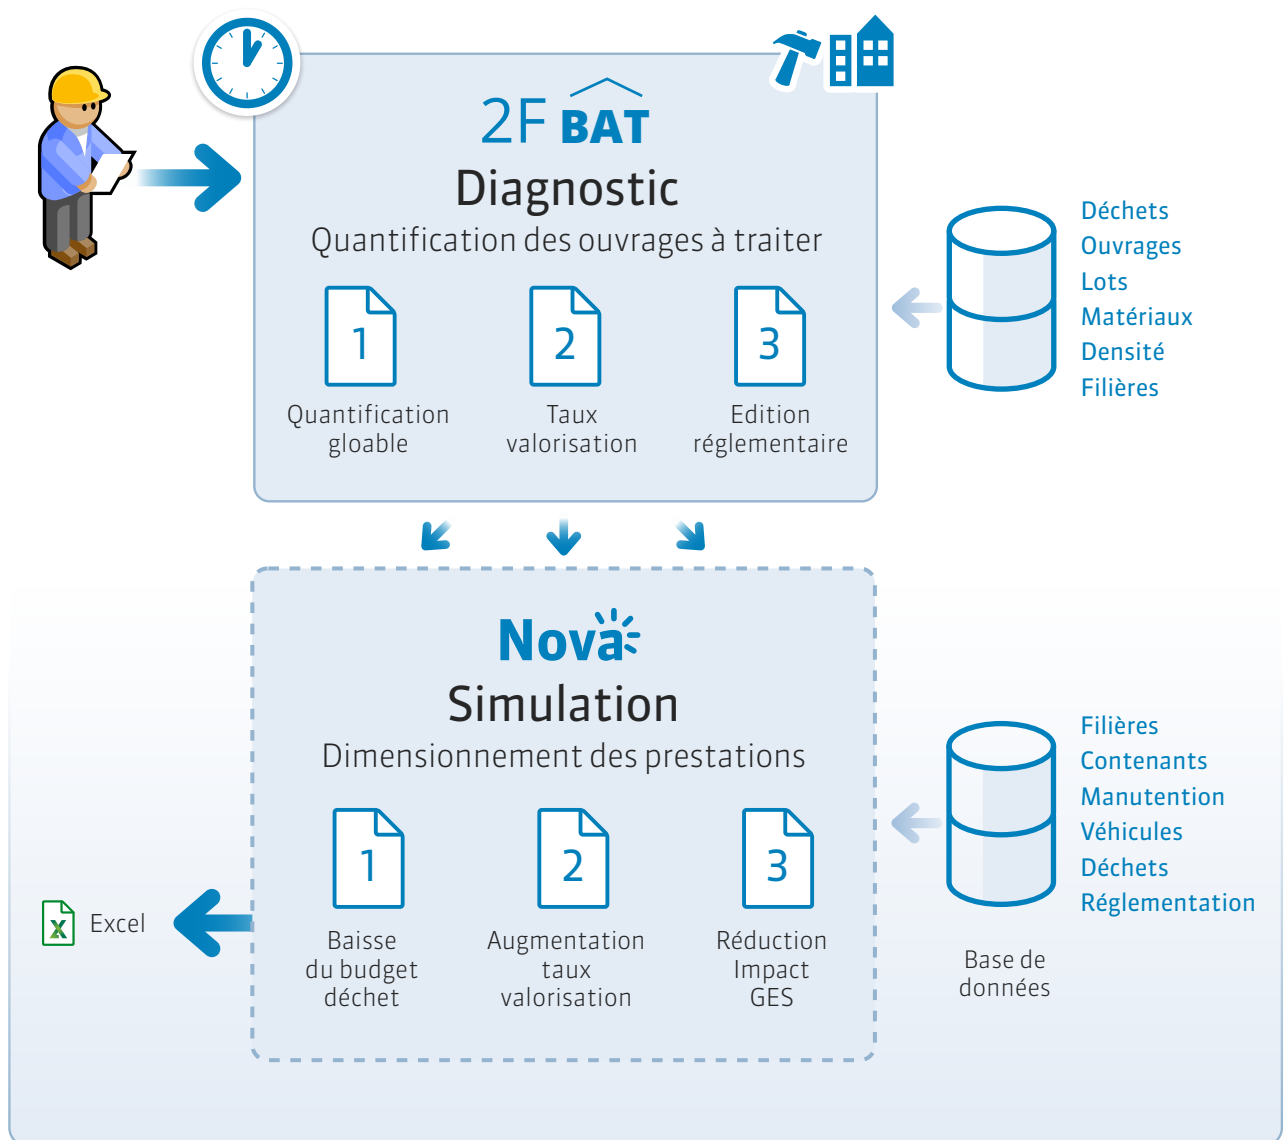 2F BAT
Diagnostic
Quantification des ouvrages à traiter
1
2
3
Quantification
gloable
Taux
valorisation
Edition
réglementaire
Déchets
Ouvrages
Lots
Matériaux
Densité
Filières
Nova
Simulation
Dimensionnement des prestations
1
2
3
Baisse
du budget
déchet
Augmentation
taux
valorisation
Réduction
Impact
GES
X
Excel
Filières
Contenants
Manutention
Véhicules
Déchets
Réglementation
Base de
données